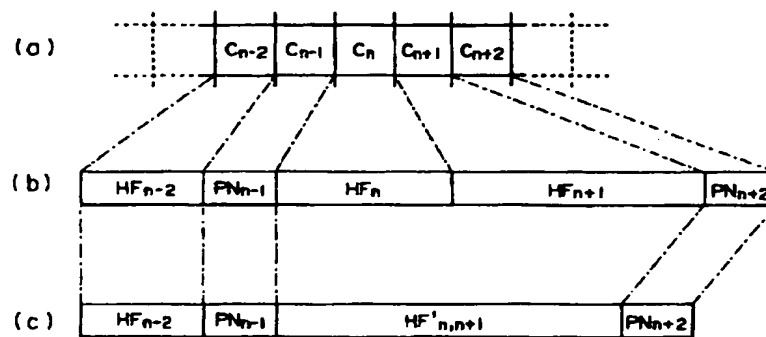 (a) Cn-2 Cn-1 Cn Cn+1 Cn+2
(b) HFn-2 PNn-1 HFn HFn+1 PNn+2
(c) HFn-2 PNn-1 HF'n,n+1 PNn+2